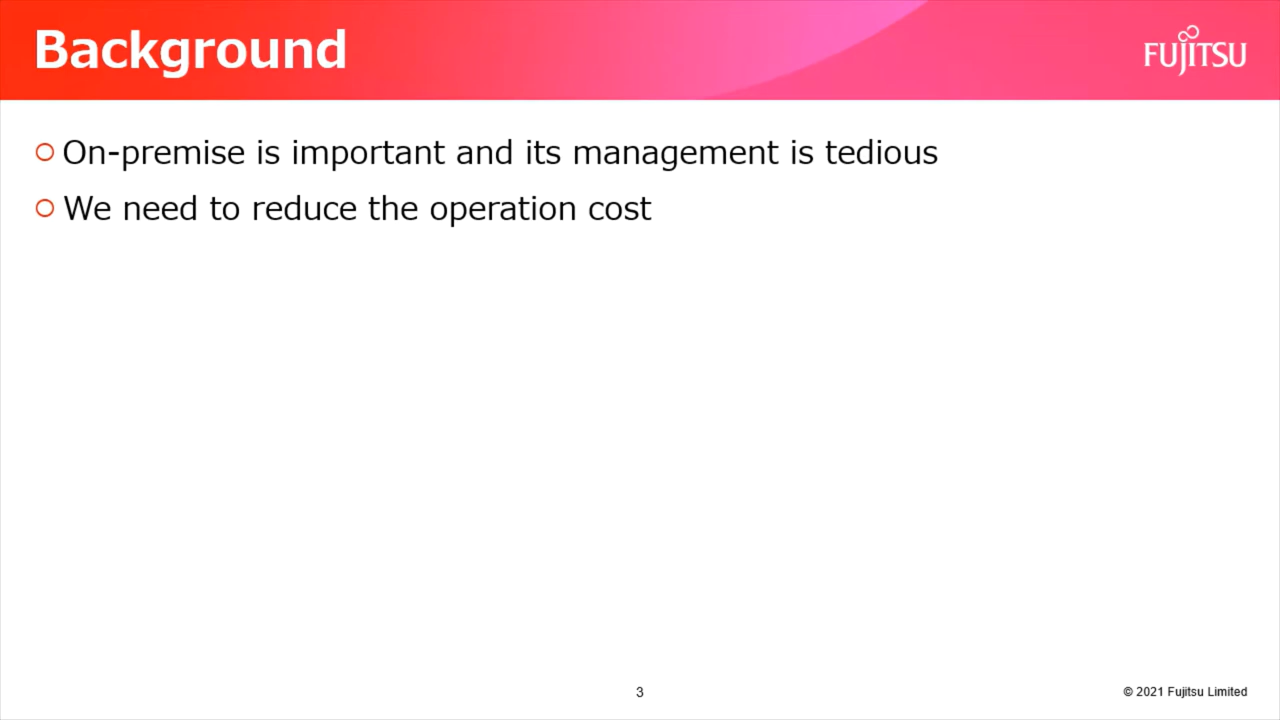 Background
FUJITSU
On-premise is important and its management is tedious
We need to reduce the operation cost
3
© 2021 Fujitsu Limited